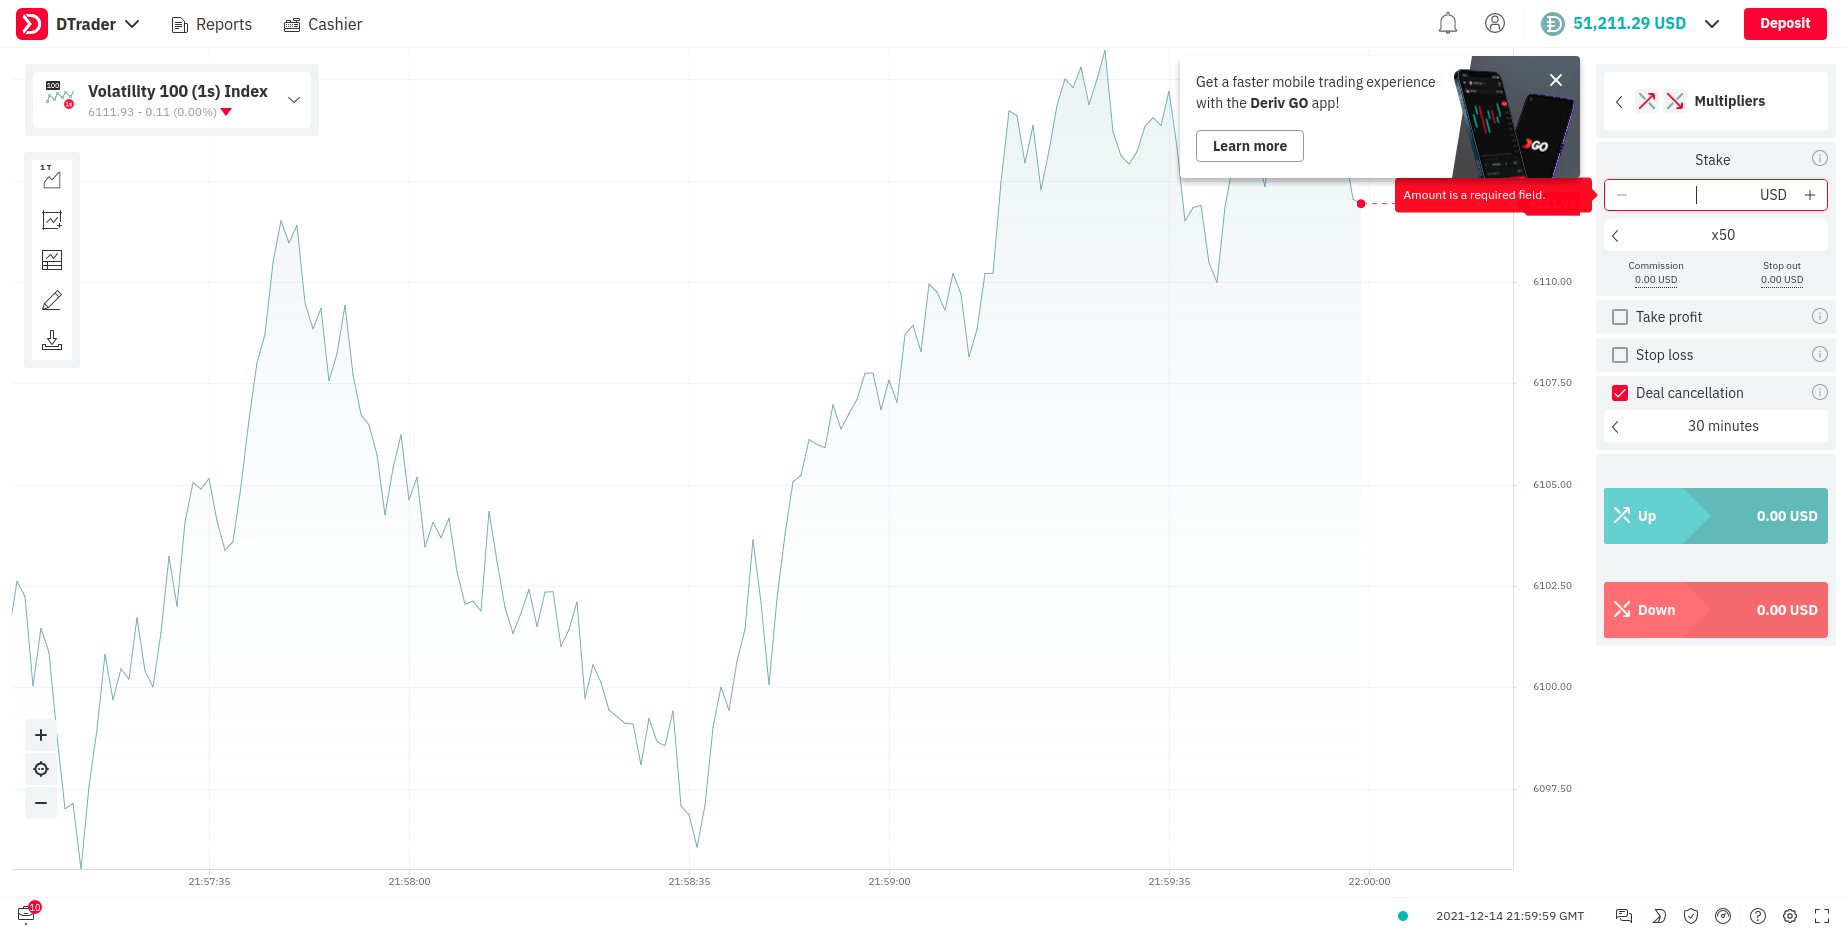 DTrader
Reports
Cashier
51,211.29 USD
Deposit
100
1s
Volatility 100 (1s) Index
6111.93 - 0.11 (0.00%)
1 T
Get a faster mobile trading experience
with the Deriv GO app!
Learn more
GO
Multipliers
Stake
Amount is a required field.
USD
x50
Commission
0.00 USD
Stop out
0.00 USD
Take profit
Stop loss
Deal cancellation
30 minutes
Up
0.00 USD
Down
0.00 USD
6110.00
6107.50
6105.00
6102.50
6100.00
6097.50
21:57:35
21:58:00
21:58:35
21:59:00
21:59:35
22:00:00
10
2021-12-14 21:59:59 GMT